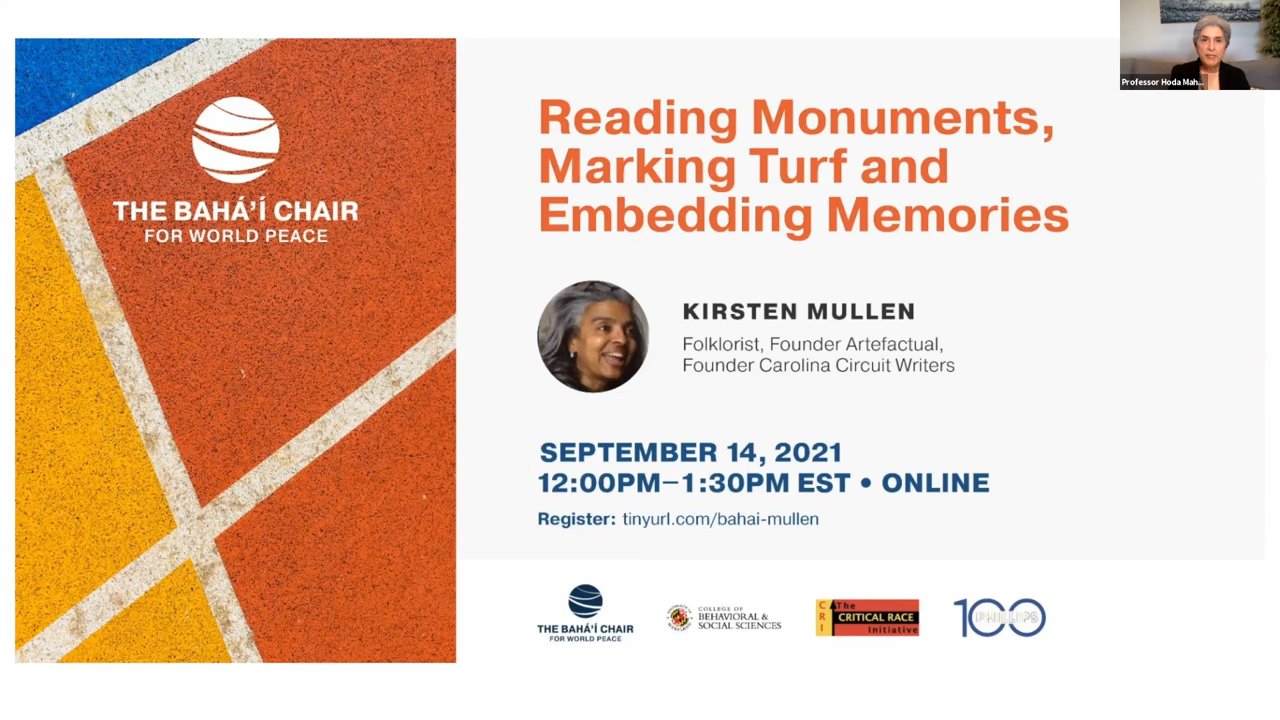 Professor Hoda Mah...
THE BAHÁ'Í CHAIR
FOR WORLD PEACE
Reading Monuments,
Marking Turf and
Embedding Memories
KIRSTEN MULLEN
Folklorist, Founder Artefactual,
Founder Carolina Circuit Writers
SEPTEMBER 14, 2021
12:00PM–1:30PM EST • ONLINE
Register: tinyurl.com/bahai-mullen
THE BAHÁ'Í CHAIR
FOR WORLD PEACE
COLLEGE OF
BEHAVIORAL &
SOCIAL SCIENCES
CRI
The
CRITICAL RACE
Initiative
100
PHILLIPS